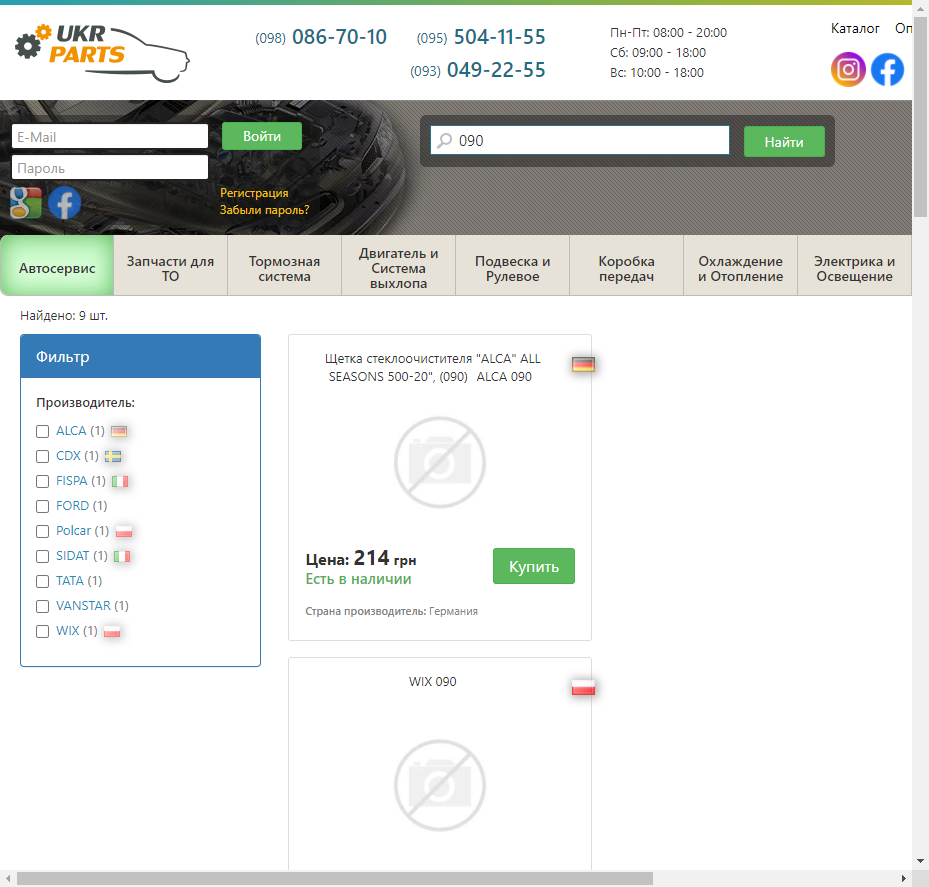 UKR
PARTS
(098) 086-70-10
(095) 504-11-55
(093) 049-22-55
Пн-Пт: 08:00 - 20:00
Сб: 09:00 - 18:00
Вс: 10:00 - 18:00
Каталог Оп
E-Mail
Войти
Пароль
Регистрация
Забыли пароль?
090
Найти
Автосервис
Запчасти для
ТО
Тормозная
система
Двигатель и
Система
выхлопа
Подвеска и
Рулевое
Коробка
передач
Охлаждение
и Отопление
Электрика и
Освещение
Найдено: 9 шт.
Фильтр
Производитель:
ALCA (1)
CDX (1)
FISPA (1)
FORD (1)
Polcar (1)
SIDAT (1)
TATA (1)
VANSTAR (1)
WIX (1)
Щетка стеклоочистителя "ALCA" ALL
SEASONS 500-20", (090) ALCA 090
Цена: 214 грн
Есть в наличии
Купить
Страна производитель: Германия
WIX 090